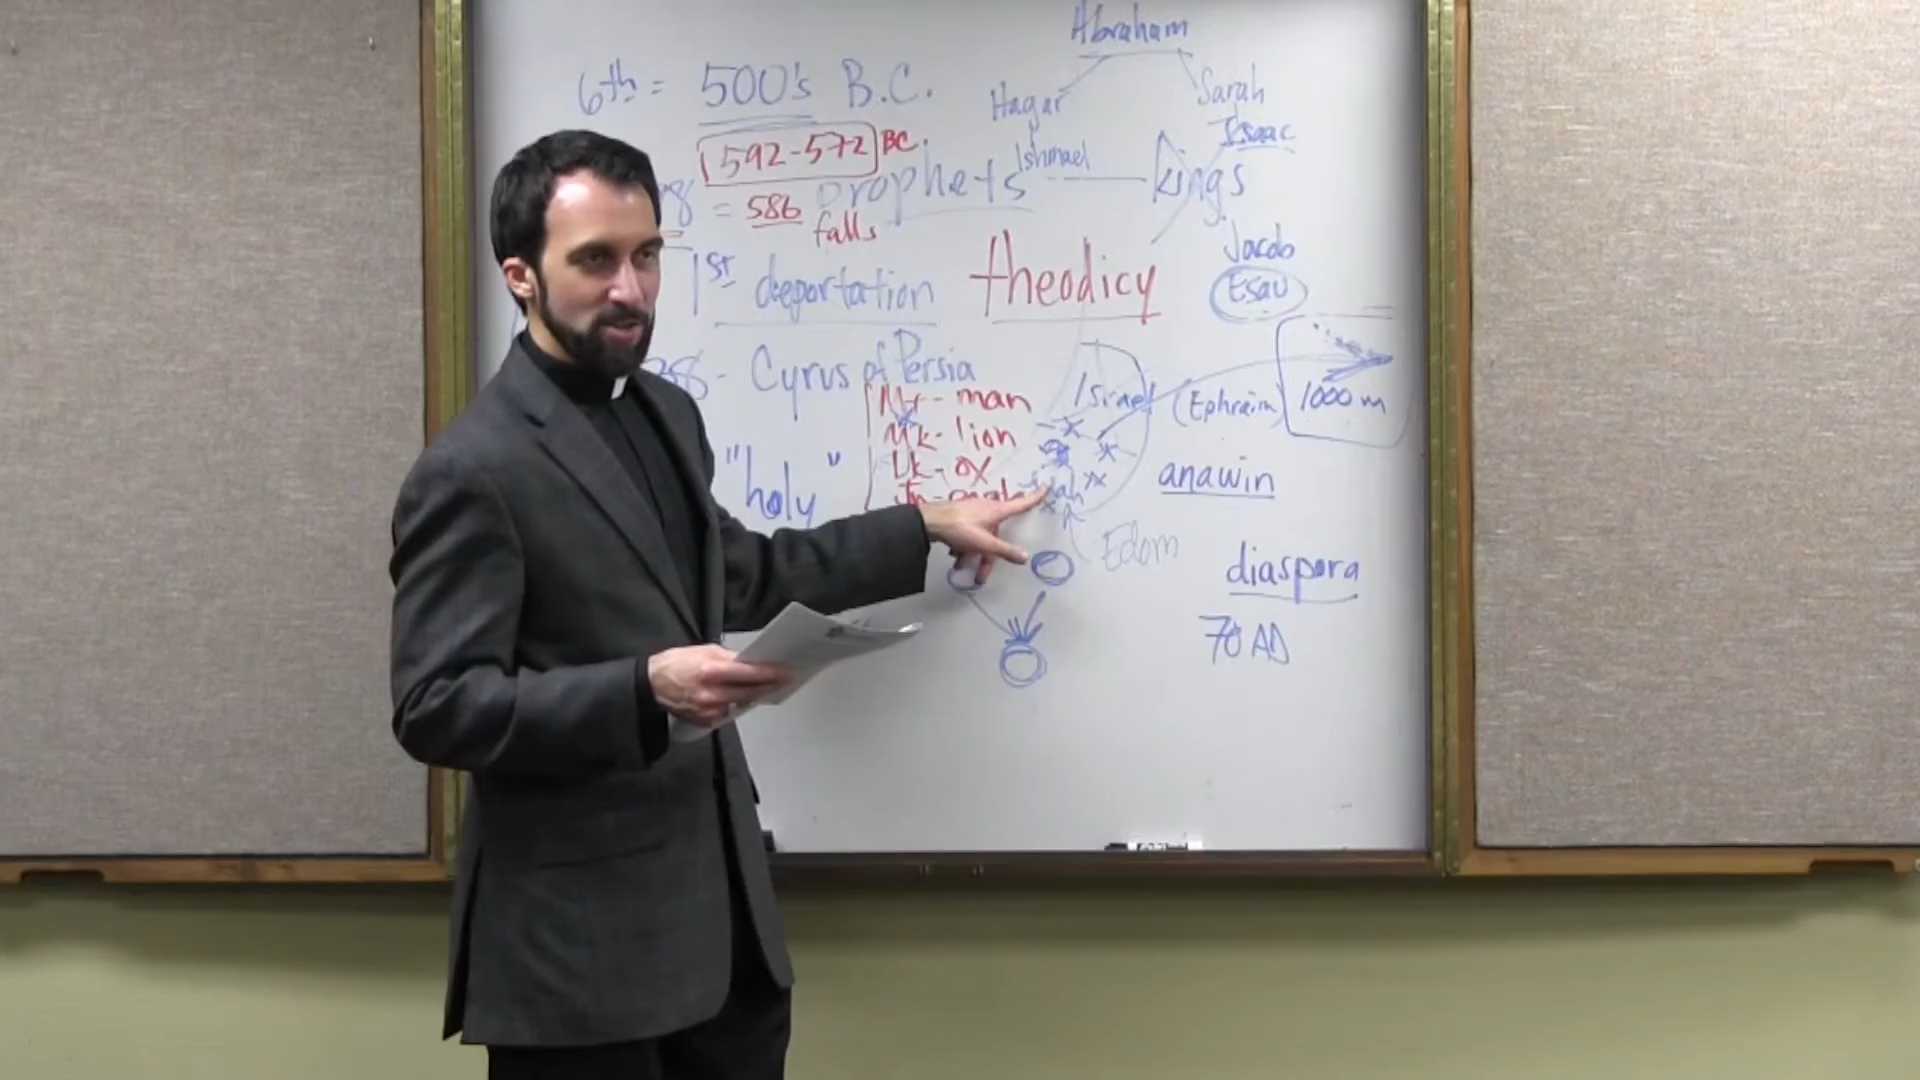 Abraham
6th = 500's B.C.
Hagar
Sarah
592-572 BC.
Isaac
Ishmael
prophets
kings
= 586
falls
Jacob
Esau
1st deportation
theodicy
38 - Cyrus of Persia
Mt - man
Israel
(Ephraim)
1000 m
Mk - lion
Lk - ox
"holy"
anawin
Edom
diaspora
70 AD